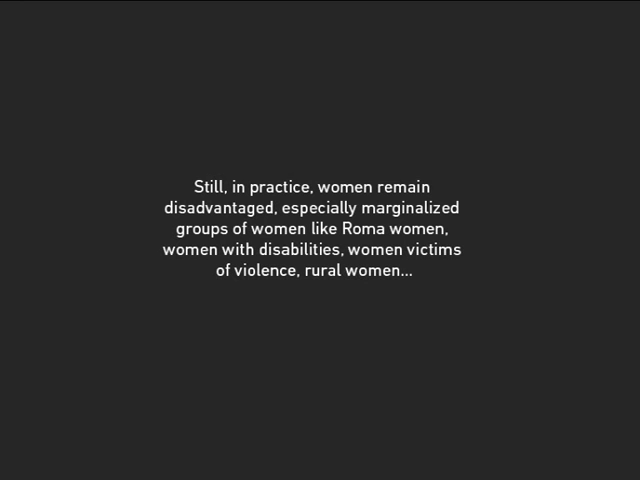 Still, in practice, women remain
disadvantaged, especially marginalized
groups of women like Roma women,
women with disabilities, women victims
of violence, rural women...